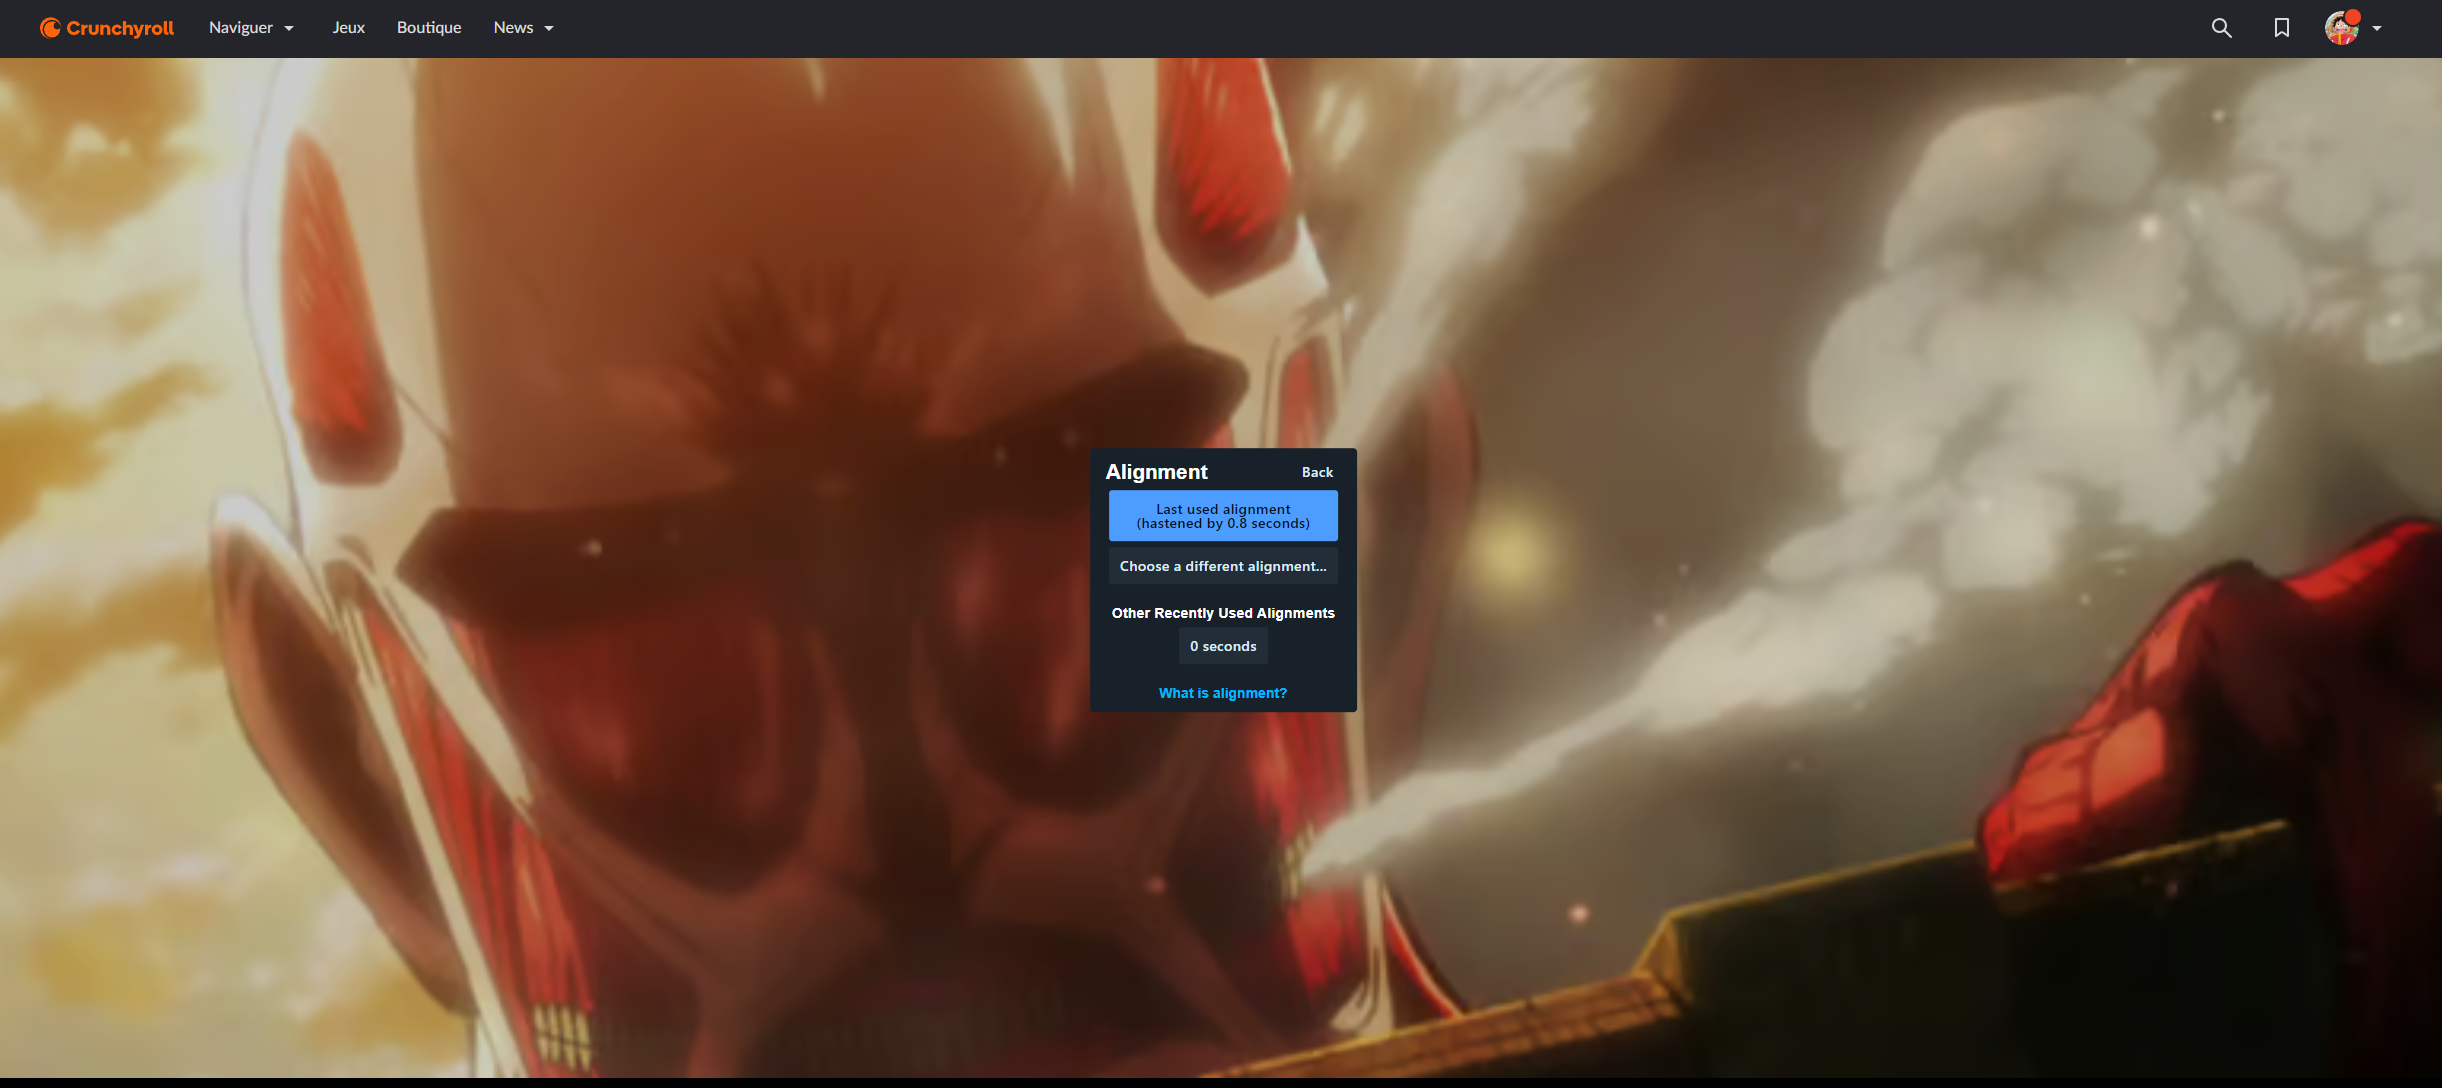 Crunchyroll Naviguer Jeux Boutique News
Alignment Back
Last used alignment
(hastened by 0.8 seconds)
Choose a different alignment...
Other Recently Used Alignments
0 seconds
What is alignment?